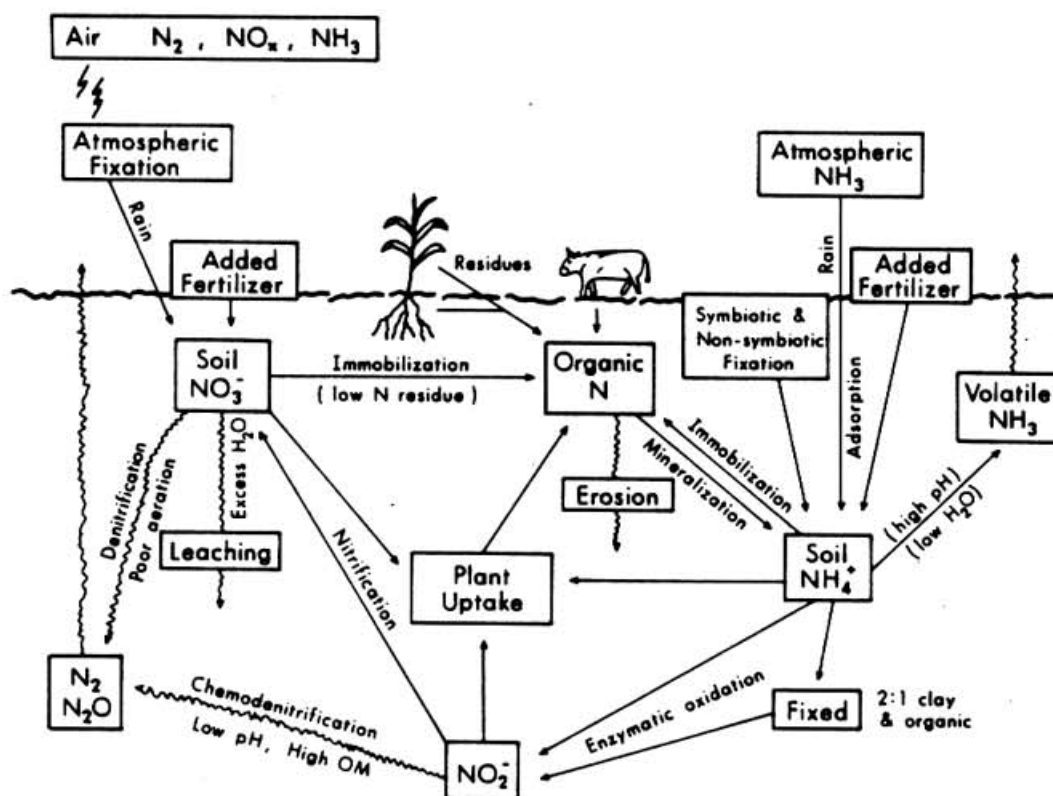 Air N₂ , NOₓ , NH₃
Atmospheric
Fixation
Atmospheric
NH₃
Rain
Rain
Added
Fertilizer
Residues
Added
Fertilizer
Symbiotic &
Non-symbiotic
Fixation
Soil
NO₃⁻
Immobilization
( low N residue )
Organic
N
Volatile
NH₃
Adsorption
Immobilization
Mineralization
Denitrification
Poor aeration
Excess H₂O
Leaching
Erosion
(high pH)
(low H₂O)
Nitrification
Plant
Uptake
Soil
NH₄⁺
N₂
N₂O
Chemodenitrification
Low pH, High OM
NO₂⁻
Enzymatic oxidation
Fixed
2:1 clay
& organic